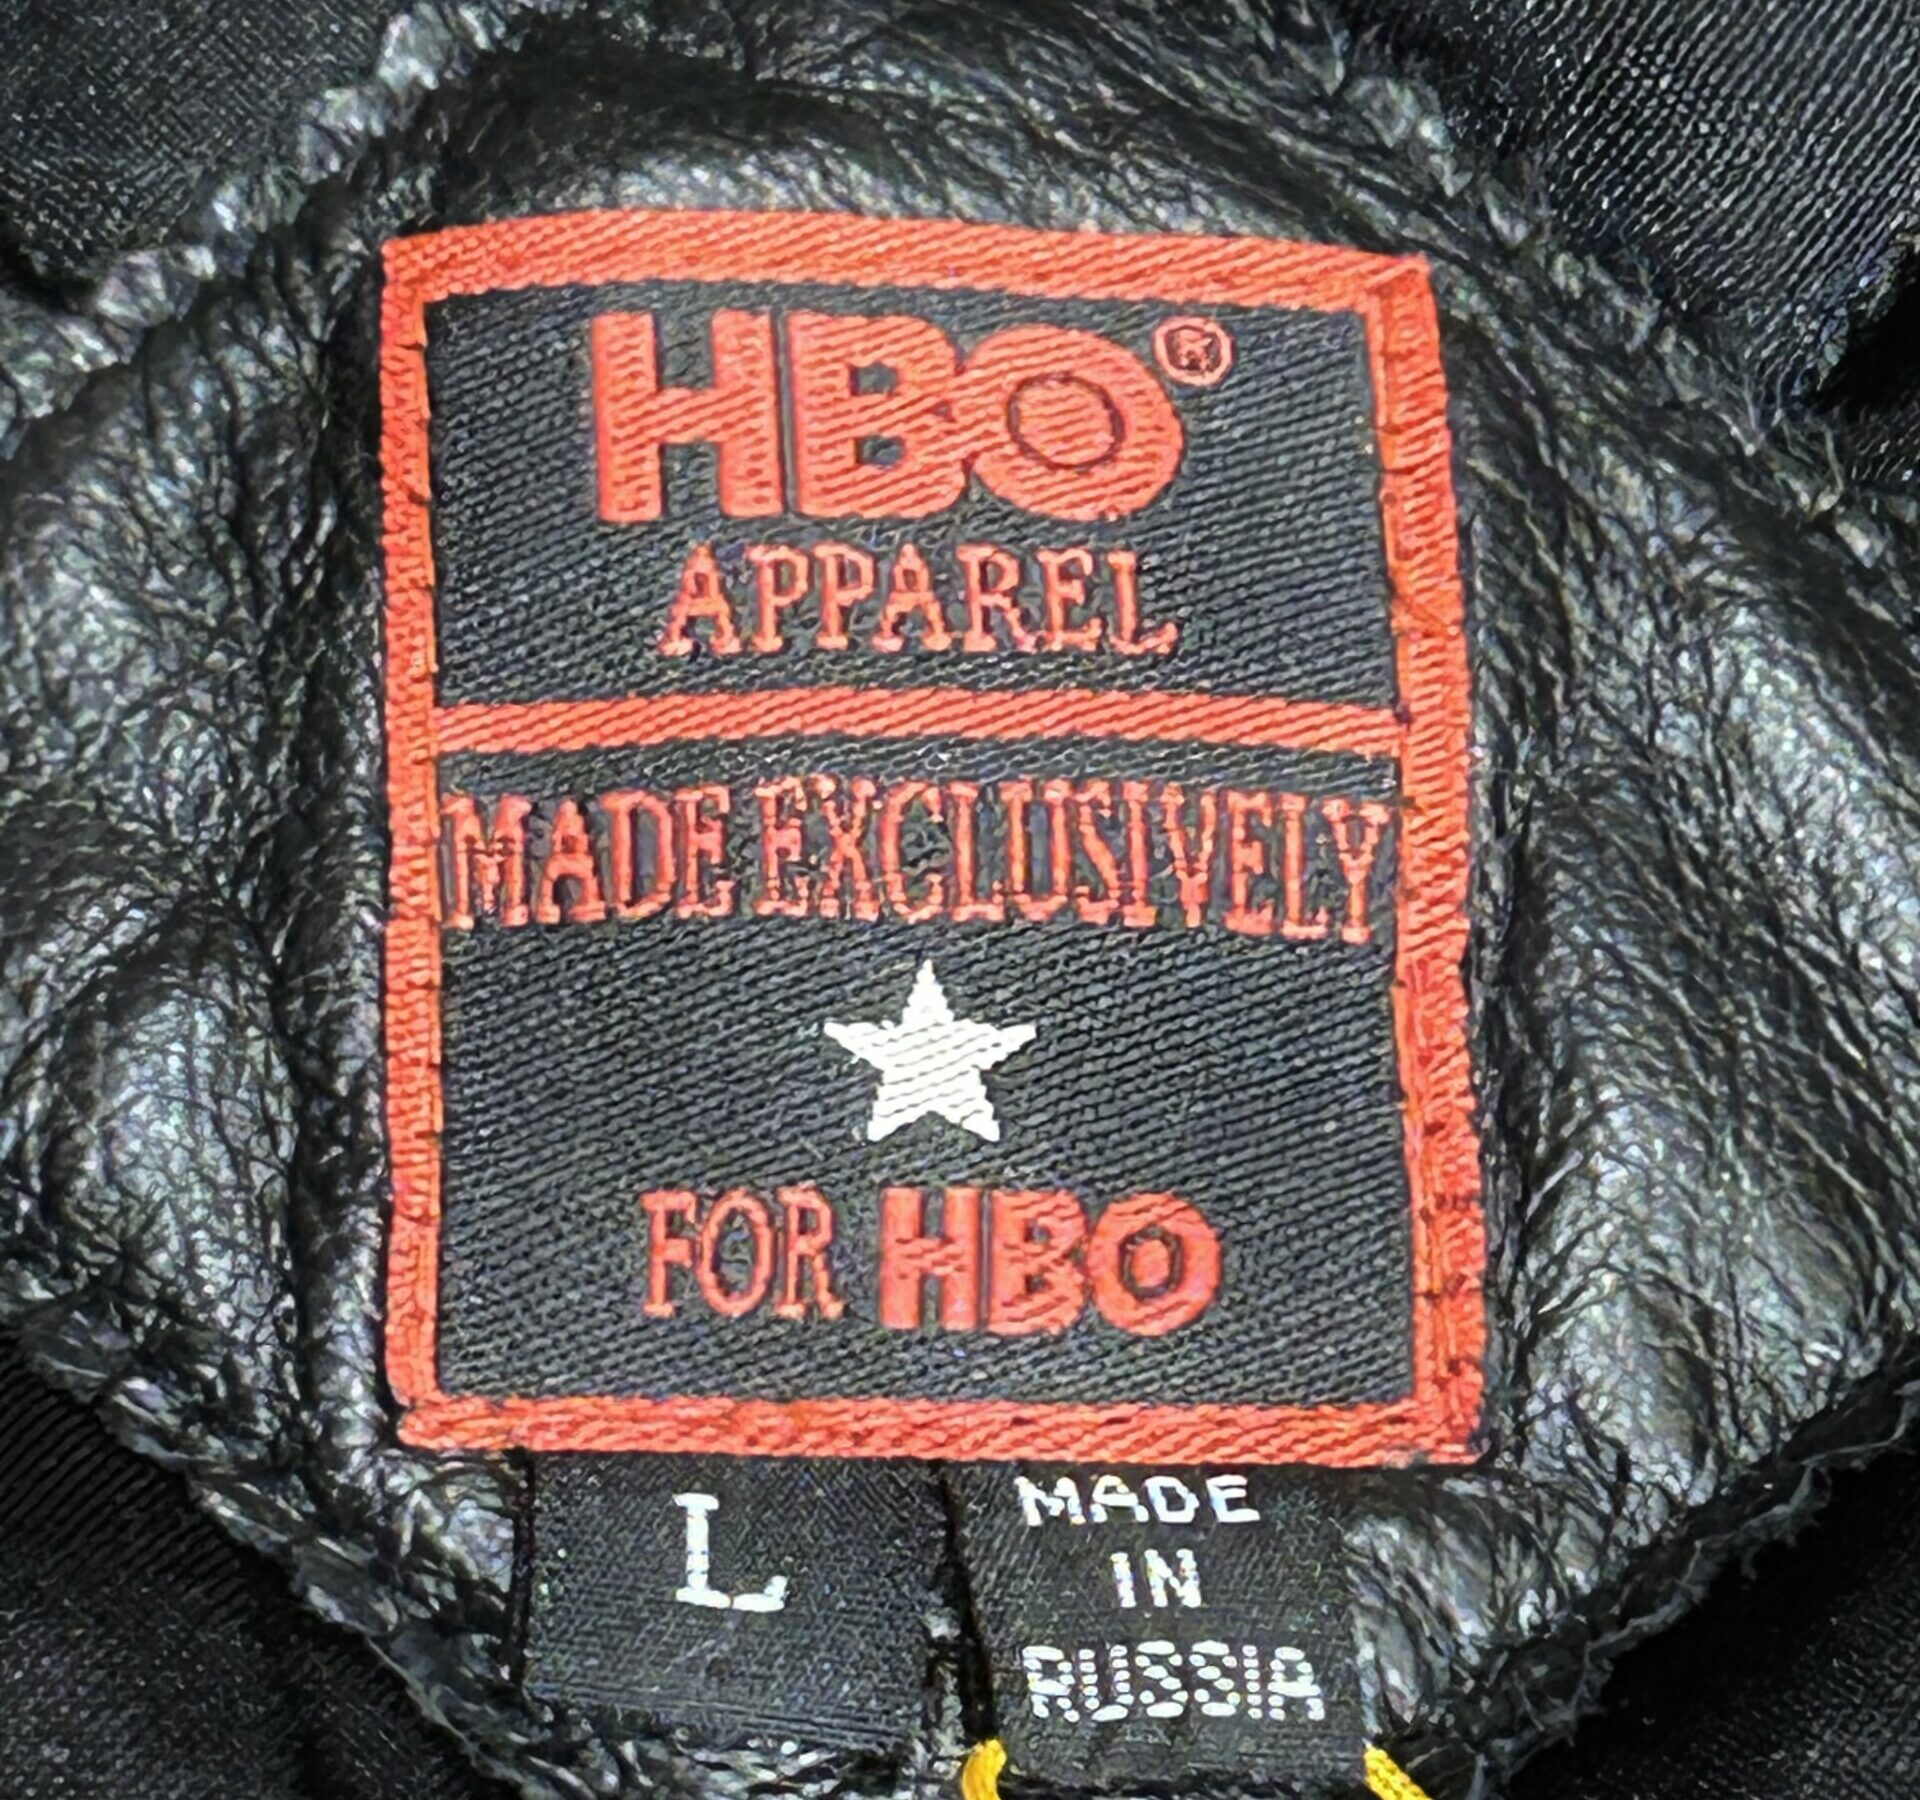 HBO®
APPAREL
MADE EXCLUSIVELY
FOR HBO
L
MADE
IN
RUSSIA